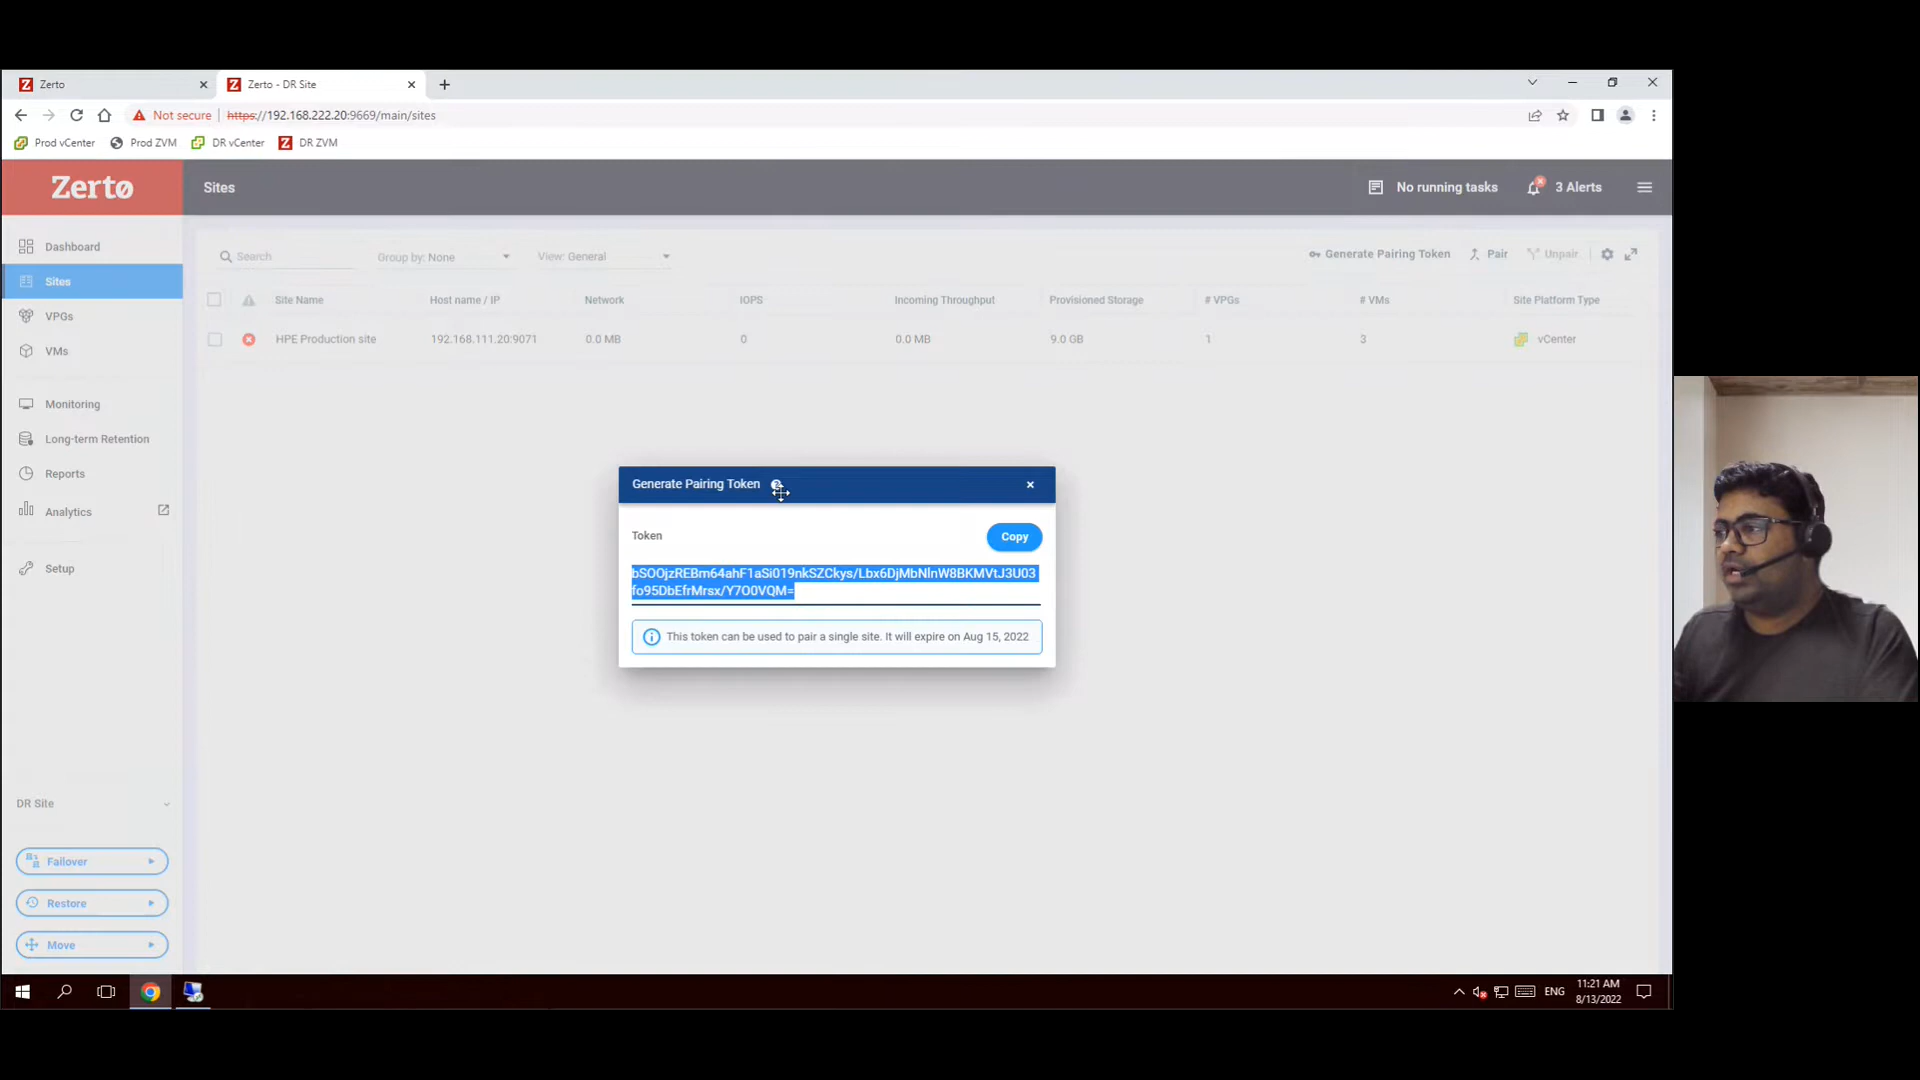 Zerto
Zerto - DR Site
Not secure
https://192.168.222.20:9669/main/sites
Prod vCenter
Prod ZVM
DR vCenter
DR ZVM
Zerto
Sites
No running tasks
3 Alerts
Dashboard
Sites
VPGs
VMs
Monitoring
Long-term Retention
Reports
Analytics
Setup
DR Site
Failover
Restore
Move
Search
Group by: None
View: General
Generate Pairing Token
Pair
Unpair
Site Name Host name / IP Network IOPS Incoming Throughput Provisioned Storage # VPGs # VMs Site Platform Type
HPE Production site 192.168.111.20:9071 0.0 MB 0 0.0 MB 9.0 GB 1 3 vCenter
Generate Pairing Token
Token
Copy
bSOOjzREBm64ahF1aSi019nkSZCkys/Lbx6DjMbNlnW8BKMVtJ3U03
fo95DbEfrMrsx/Y7O0VQM=
This token can be used to pair a single site. It will expire on Aug 15, 2022
ENG
11:21 AM
8/13/2022